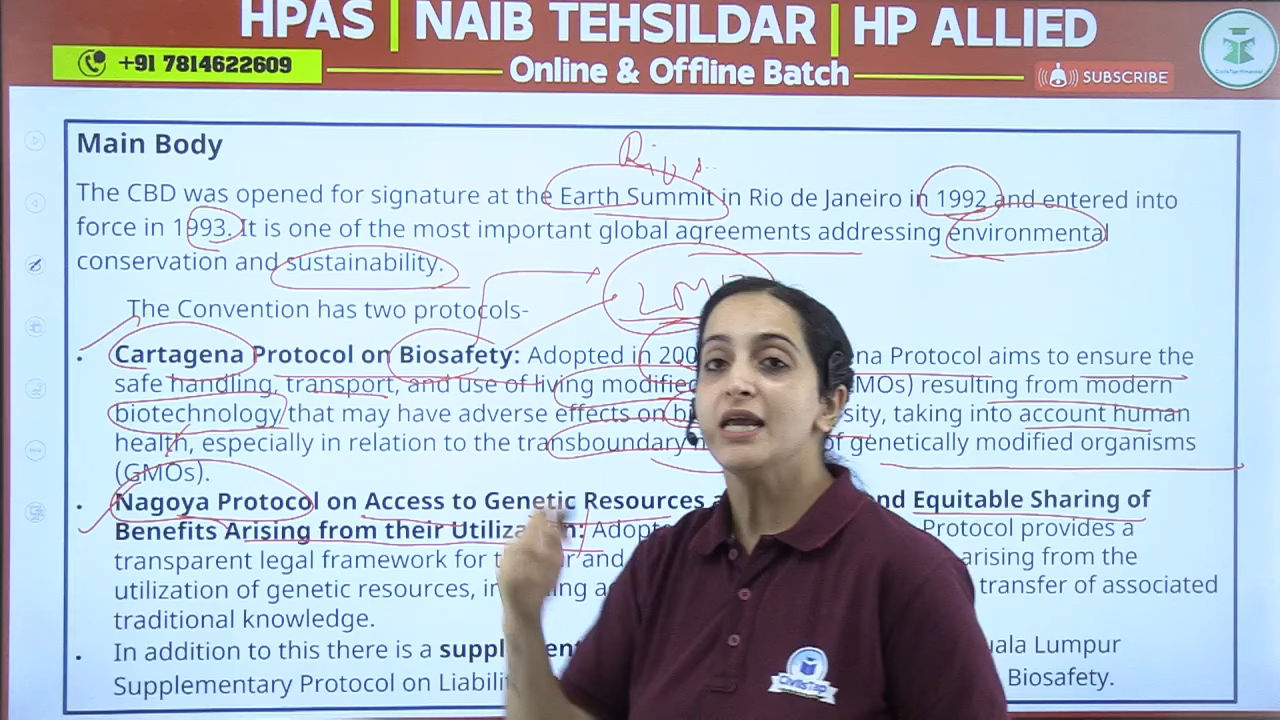 HPAS | NAIB TEHSILDAR | HP ALLIED
+91 7814622609
Online & Offline Batch
SUBSCRIBE
Main Body
The CBD was opened for signature at the Earth Summit in Rio de Janeiro in 1992 and entered into
force in 1993. It is one of the most important global agreements addressing environmental
conservation and sustainability.
The Convention has two protocols-
• Cartagena Protocol on Biosafety: Adopted in 200 na Protocol aims to ensure the
safe handling, transport, and use of living modified MOs) resulting from modern
biotechnology that may have adverse effects on bi sity, taking into account human
health, especially in relation to the transboundary of genetically modified organisms
(GMOs).
• Nagoya Protocol on Access to Genetic Resources a nd Equitable Sharing of
Benefits Arising from their Utilization: Adopt Protocol provides a
transparent legal framework for t r and arising from the
utilization of genetic resources, in ng a transfer of associated
traditional knowledge.
• In addition to this there is a suppl ent uala Lumpur
Supplementary Protocol on Liabili Biosafety.
CivilsTap